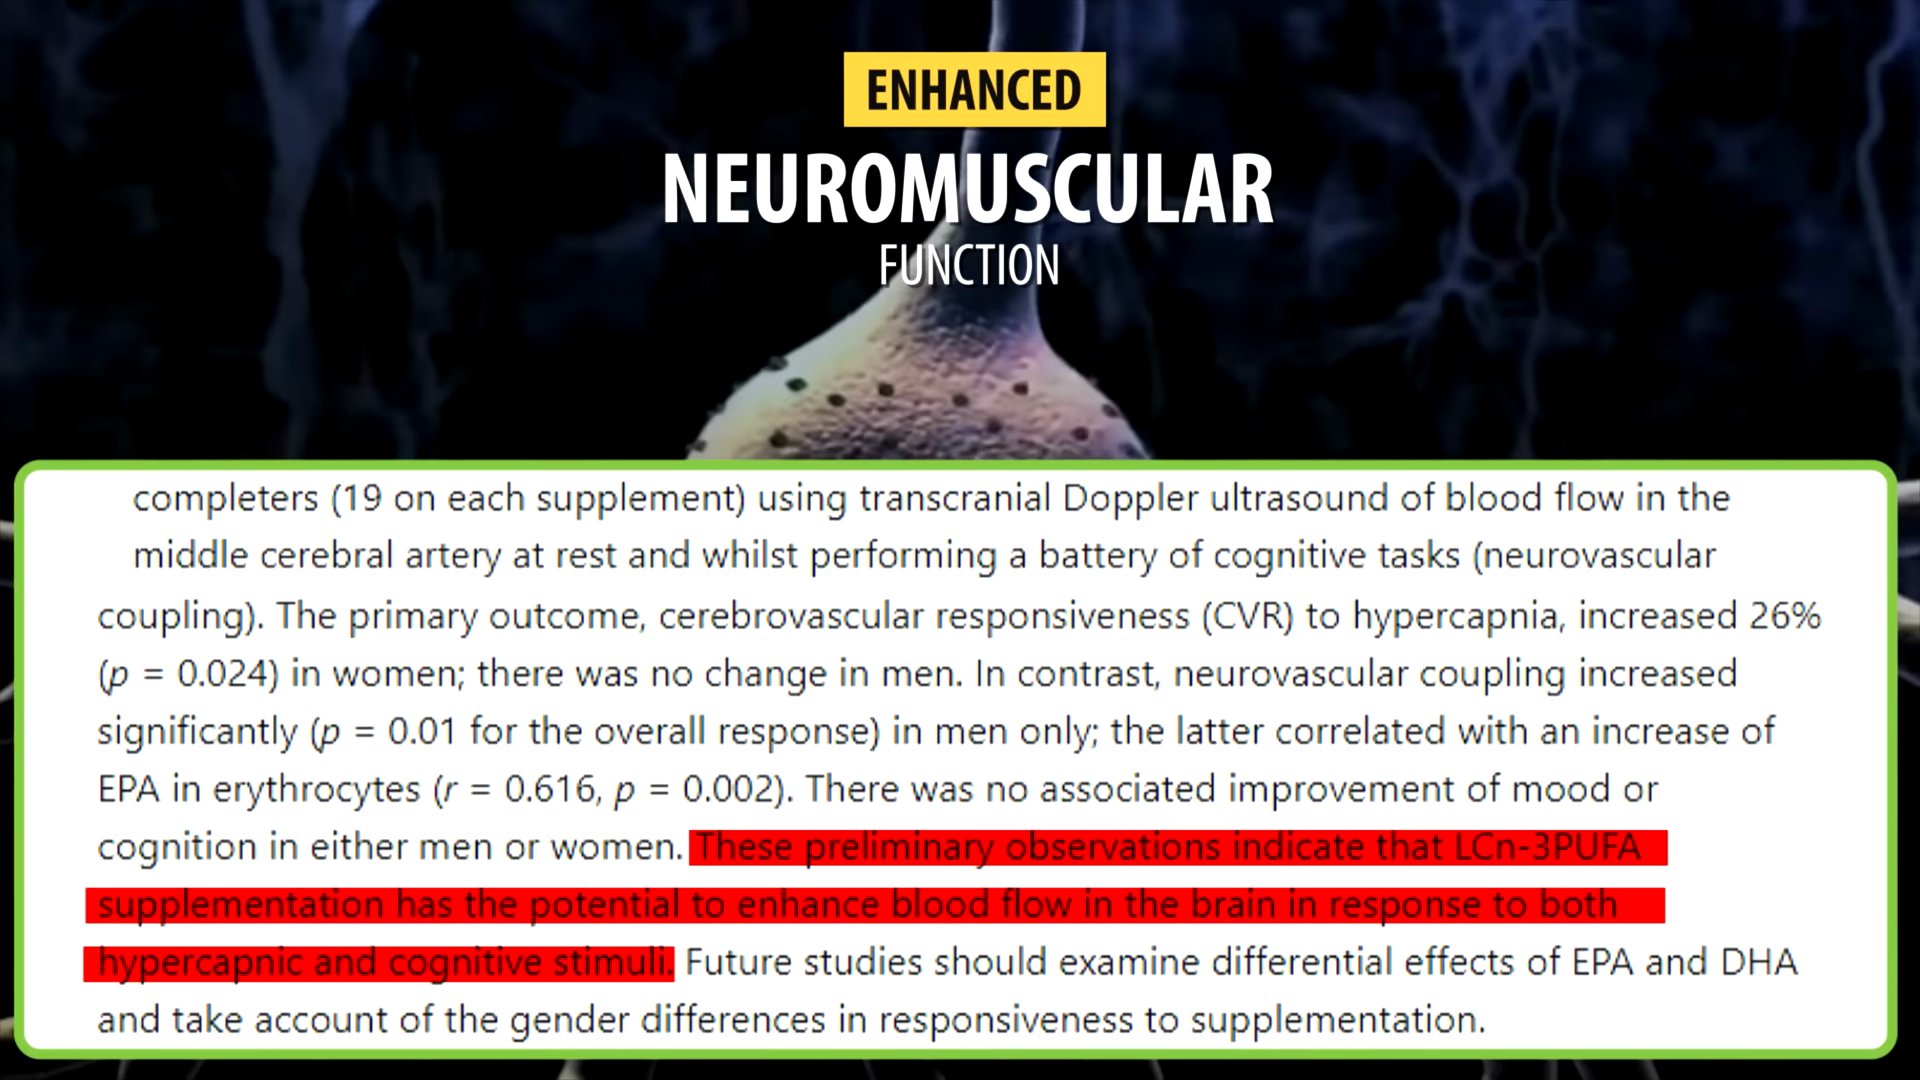 ENHANCED
NEUROMUSCULAR
FUNCTION
completers (19 on each supplement) using transcranial Doppler ultrasound of blood flow in the
middle cerebral artery at rest and whilst performing a battery of cognitive tasks (neurovascular
coupling). The primary outcome, cerebrovascular responsiveness (CVR) to hypercapnia, increased 26%
(p = 0.024) in women; there was no change in men. In contrast, neurovascular coupling increased
significantly (p = 0.01 for the overall response) in men only; the latter correlated with an increase of
EPA in erythrocytes (r = 0.616, p = 0.002). There was no associated improvement of mood or
cognition in either men or women. These preliminary observations indicate that LCn-3PUFA
supplementation has the potential to enhance blood flow in the brain in response to both
hypercapnic and cognitive stimuli. Future studies should examine differential effects of EPA and DHA
and take account of the gender differences in responsiveness to supplementation.